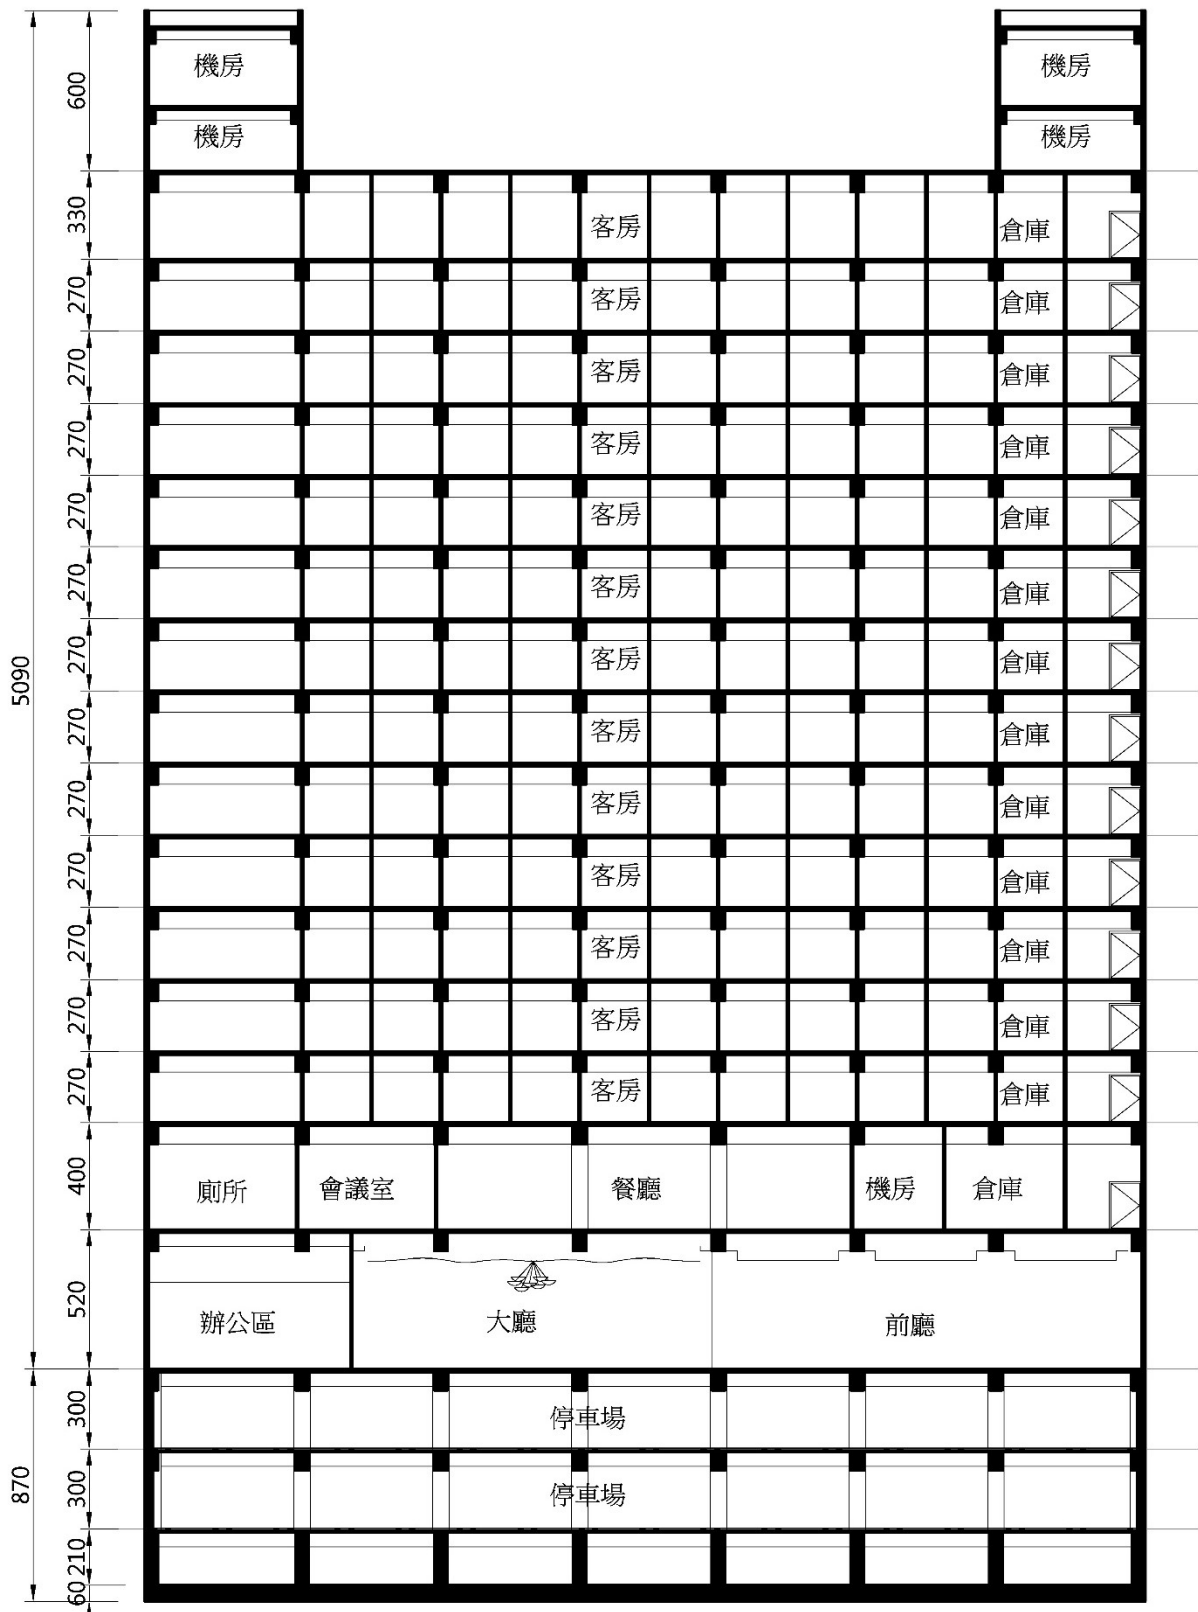 機房 機房
600
機房 機房
330 客房 倉庫
270 客房 倉庫
270 客房 倉庫
270 客房 倉庫
270 客房 倉庫
270 客房 倉庫
270 客房 倉庫
5090
270 客房 倉庫
270 客房 倉庫
270 客房 倉庫
270 客房 倉庫
270 客房 倉庫
270 客房 倉庫
400 廁所 會議室 餐廳 機房 倉庫
520 辦公區 大廳 前廳
300 停車場
870
300 停車場
210
60